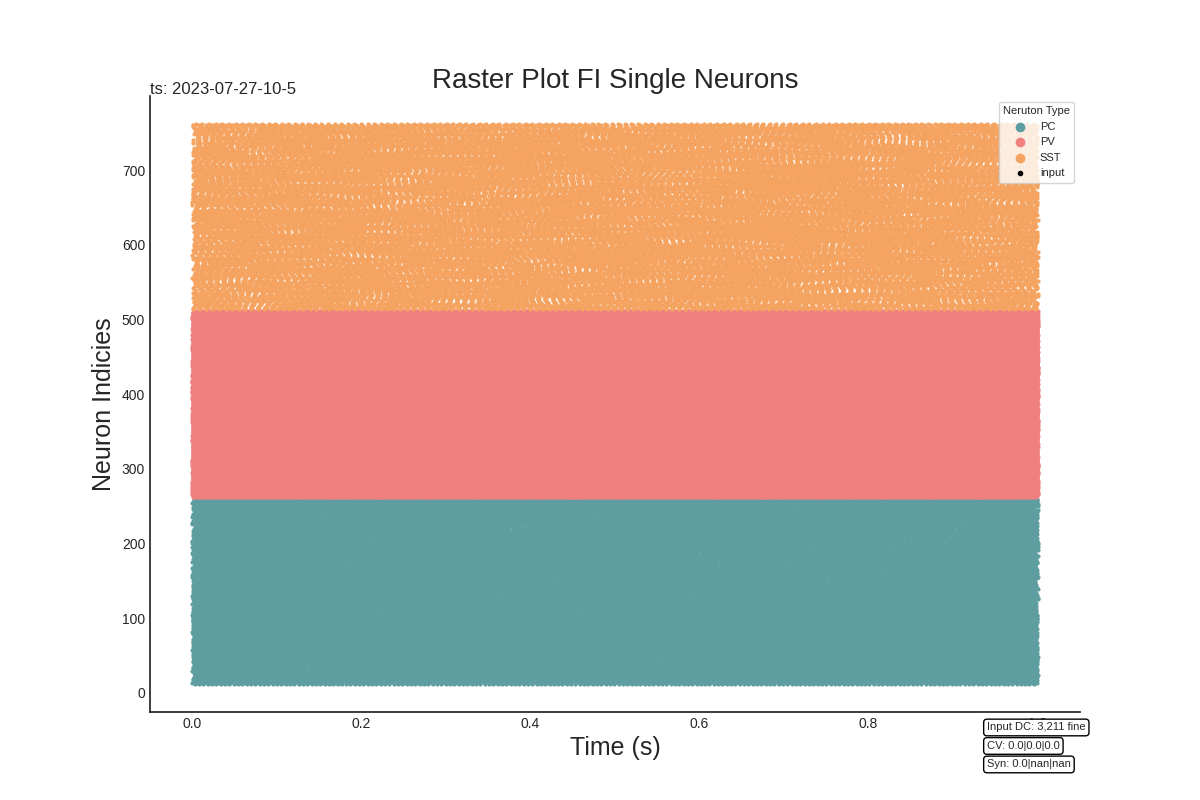 Raster Plot FI Single Neurons
ts: 2023-07-27-10-5
Neruton Type
PC
PV
SST
input
700
600
500
400
300
200
100
0
Neuron Indicies
0.0 0.2 0.4 0.6 0.8
Time (s)
Input DC: 3,211 fine
CV: 0.0|0.0|0.0
Syn: 0.0|nan|nan